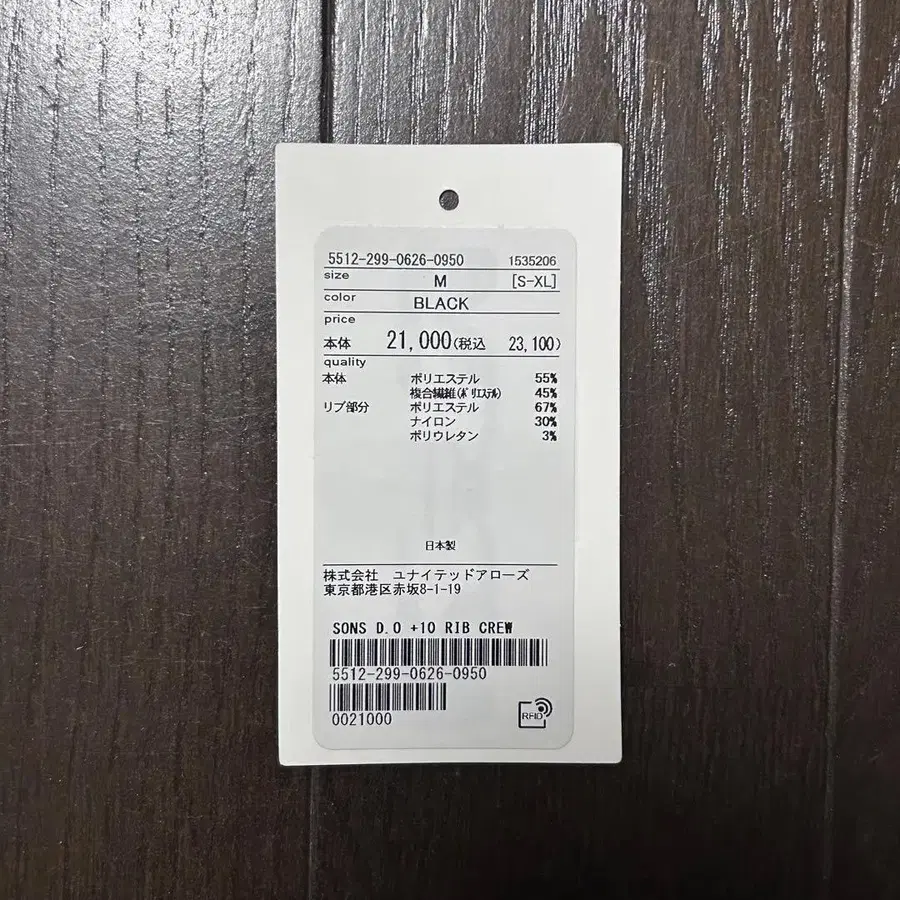 5512-299-0626-0950 1535206
size M [S-XL]
color BLACK
price
本体 21,000(税込 23,100)
quality
本体 ポリエステル 55%
複合繊維(ﾎﾟﾘｴｽﾃﾙ) 45%
リブ部分 ポリエステル 67%
ナイロン 30%
ポリウレタン 3%
日本製
株式会社 ユナイテッドアローズ
東京都港区赤坂8-1-19
SONS D.O +10 RIB CREW
5512-299-0626-0950
0021000
RFID